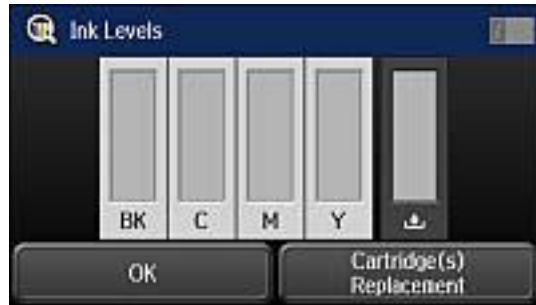 Ink Levels
BK C M Y
OK
Cartridge(s)
Replacement